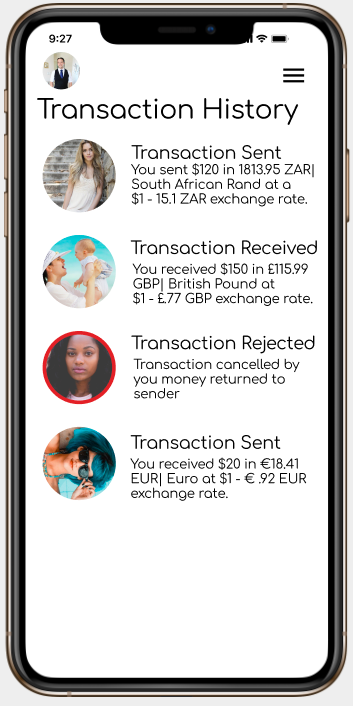 9:27
Transaction History
Transaction Sent
You sent $120 in 1813.95 ZAR|
South African Rand at a
$1 - 15.1 ZAR exchange rate.
Transaction Received
You received $150 in £115.99
GBP| British Pound at
$1 - £.77 GBP exchange rate.
Transaction Rejected
Transaction cancelled by
you money returned to
sender
Transaction Sent
You received $20 in €18.41
EUR| Euro at $1 - € .92 EUR
exchange rate.